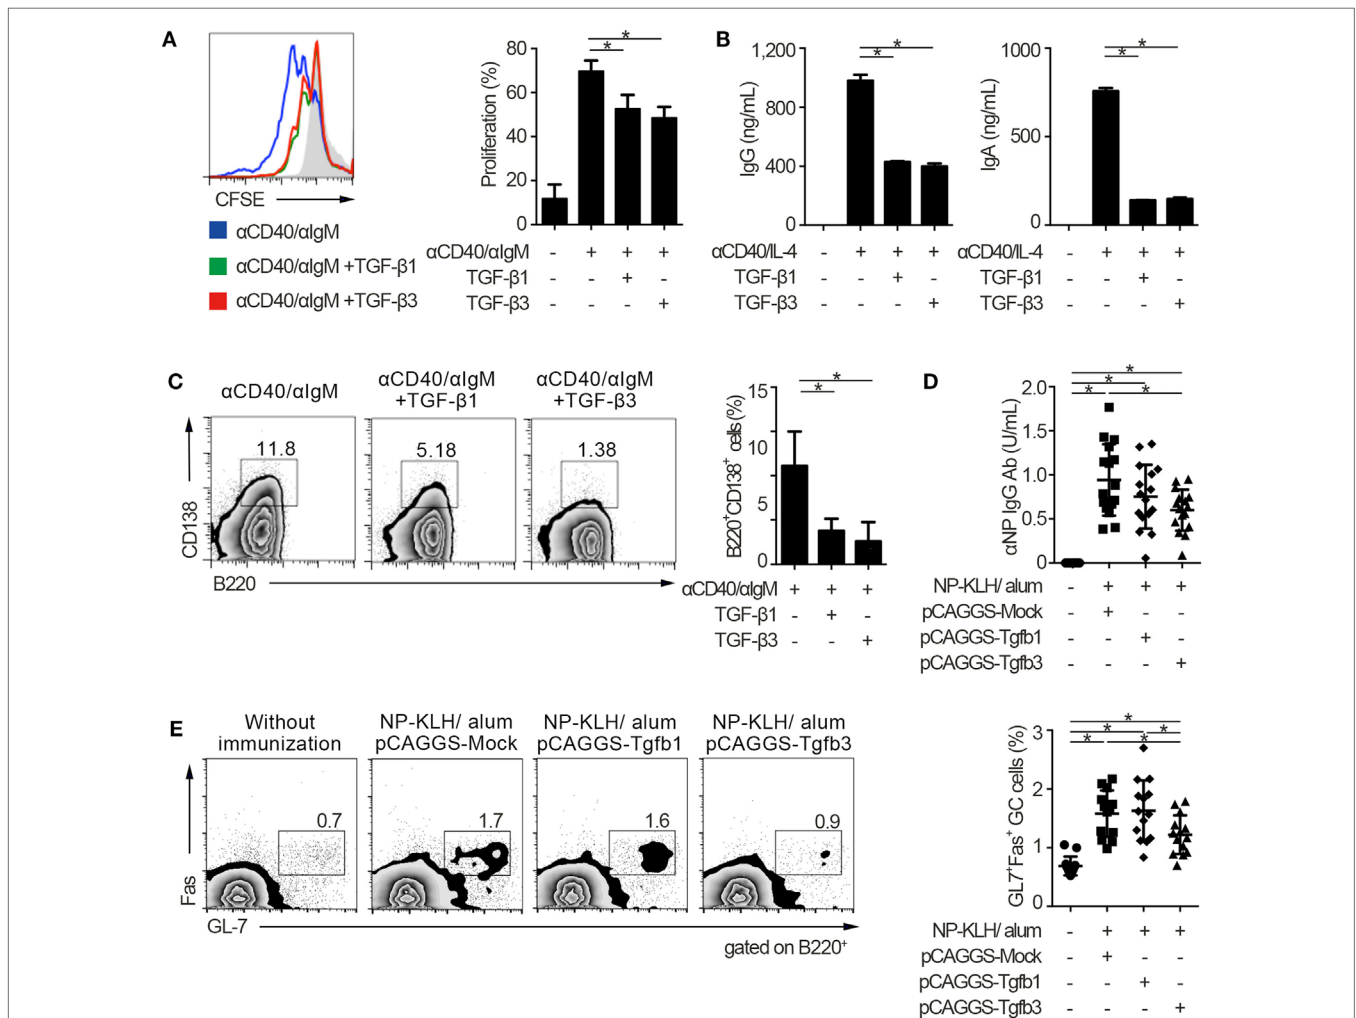 A
CFSE
αCD40/αIgM
αCD40/αIgM +TGF-β1
αCD40/αIgM +TGF-β3
Proliferation (%)
80
60
40
20
0
* *
αCD40/αIgM - + + +
TGF-β1 - - + -
TGF-β3 - - - +
B
IgG (ng/mL)
1,200
800
400
0
* *
αCD40/IL-4 - + + +
TGF-β1 - - + -
TGF-β3 - - - +
IgA (ng/mL)
1000
500
0
* *
αCD40/IL-4 - + + +
TGF-β1 - - + -
TGF-β3 - - - +
C
αCD40/αIgM
αCD40/αIgM
+TGF-β1
αCD40/αIgM
+TGF-β3
11.8
5.18
1.38
CD138
B220
B220+CD138+ cells (%)
15
10
5
0
* *
αCD40/αIgM + + +
TGF-β1 - + -
TGF-β3 - - +
D
αNP IgG Ab (U/mL)
2.0
1.5
1.0
0.5
0
* * * *
NP-KLH/ alum - + + +
pCAGGS-Mock - + - -
pCAGGS-Tgfb1 - - + -
pCAGGS-Tgfb3 - - - +
E
Without
immunization
NP-KLH/ alum
pCAGGS-Mock
NP-KLH/ alum
pCAGGS-Tgfb1
NP-KLH/ alum
pCAGGS-Tgfb3
0.7
1.7
1.6
0.9
Fas
GL-7
gated on B220+
GL7+Fas+ GC cells (%)
3
2
1
0
* * * * *
NP-KLH/ alum - + + +
pCAGGS-Mock - + - -
pCAGGS-Tgfb1 - - + -
pCAGGS-Tgfb3 - - - +